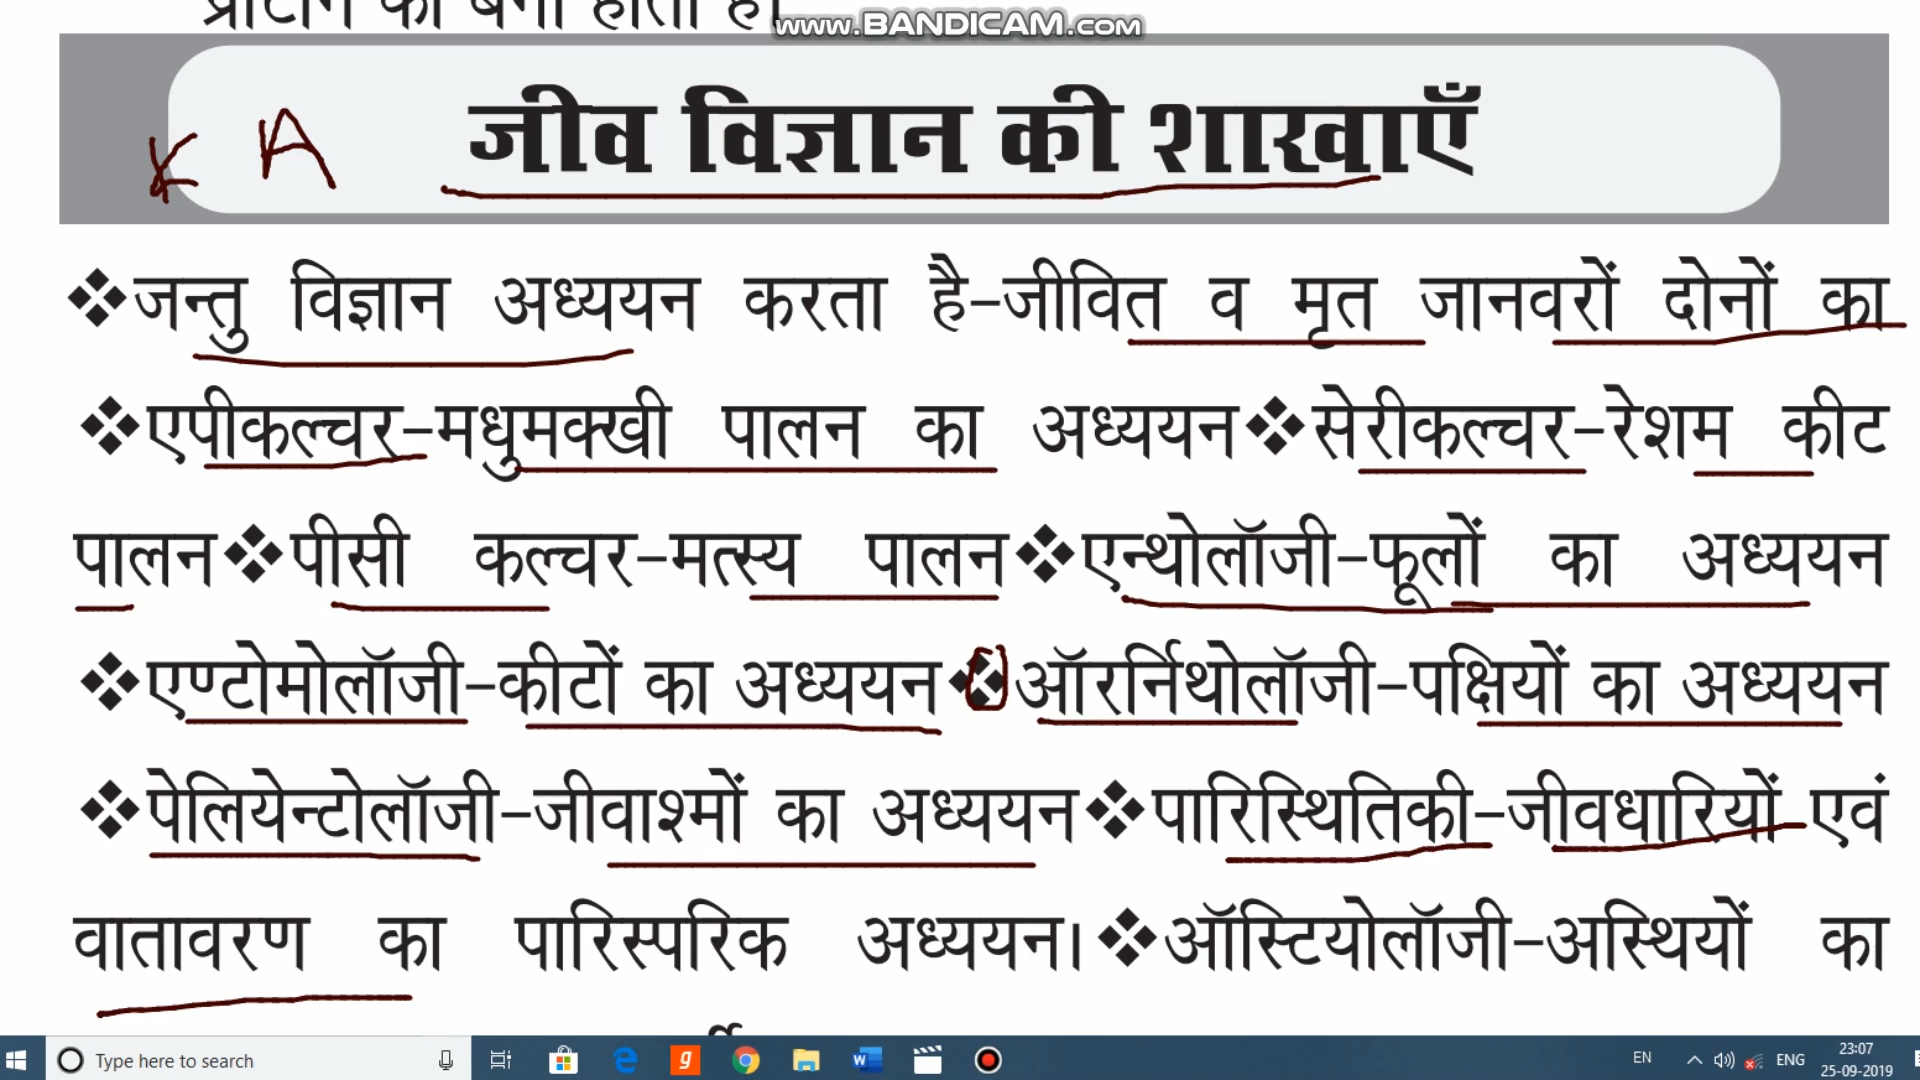 प्रोटीन का बना होता है।
www.BANDICAM.com
K A जीव विज्ञान की शाखाएँ
❖जन्तु विज्ञान अध्ययन करता है–जीवित व मृत जानवरों दोनों का
❖एपीकल्चर–मधुमक्खी पालन का अध्ययन❖सेरीकल्चर–रेशम कीट
पालन❖पीसी कल्चर–मत्स्य पालन❖एन्थोलॉजी–फूलों का अध्ययन
❖एण्टोमोलॉजी–कीटों का अध्ययन❖ऑरर्निथोलॉजी–पक्षियों का अध्ययन
❖पेलियेन्टोलॉजी–जीवाश्मों का अध्ययन❖पारिस्थितिकी–जीवधारियों एवं
वातावरण का पारिस्परिक अध्ययन।❖ऑस्टियोलॉजी–अस्थियों का
Type here to search
EN ENG 23:07
25-09-2019